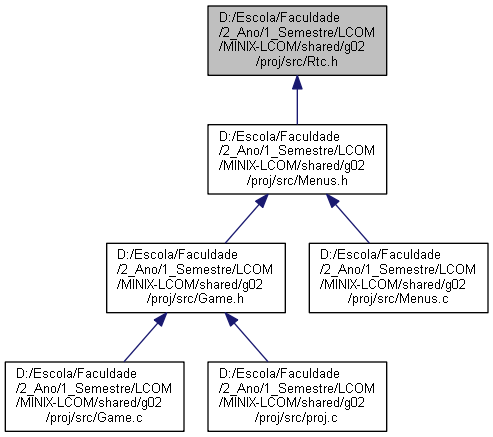 D:/Escola/Faculdade
/2_Ano/1_Semestre/LCOM
/MINIX-LCOM/shared/g02
/proj/src/Rtc.h
D:/Escola/Faculdade
/2_Ano/1_Semestre/LCOM
/MINIX-LCOM/shared/g02
/proj/src/Menus.h
D:/Escola/Faculdade
/2_Ano/1_Semestre/LCOM
/MINIX-LCOM/shared/g02
/proj/src/Game.h
D:/Escola/Faculdade
/2_Ano/1_Semestre/LCOM
/MINIX-LCOM/shared/g02
/proj/src/Menus.c
D:/Escola/Faculdade
/2_Ano/1_Semestre/LCOM
/MINIX-LCOM/shared/g02
/proj/src/Game.c
D:/Escola/Faculdade
/2_Ano/1_Semestre/LCOM
/MINIX-LCOM/shared/g02
/proj/src/proj.c